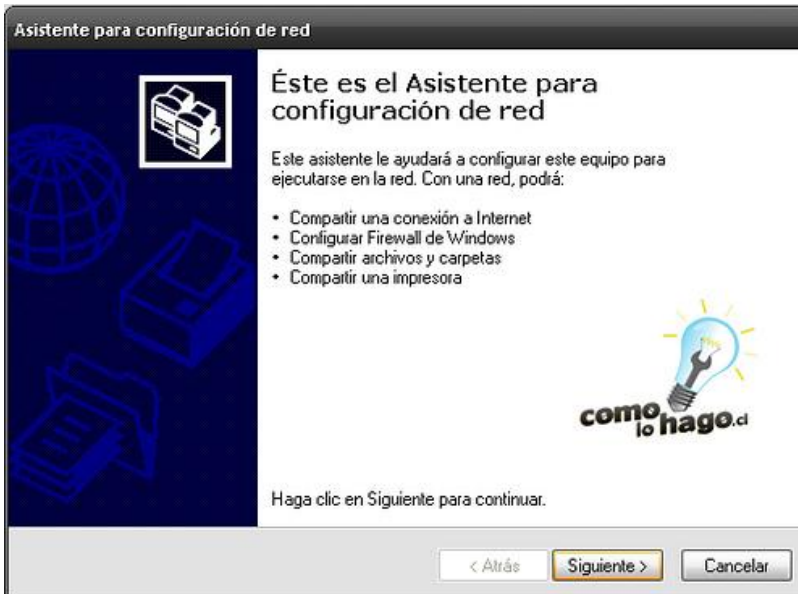 Asistente para configuración de red
Éste es el Asistente para
configuración de red
Este asistente le ayudará a configurar este equipo para
ejecutarse en la red. Con una red, podrá:
• Compartir una conexión a Internet
• Configurar Firewall de Windows
• Compartir archivos y carpetas
• Compartir una impresora
como
lo hago.cl
Haga clic en Siguiente para continuar.
< Atrás Siguiente > Cancelar